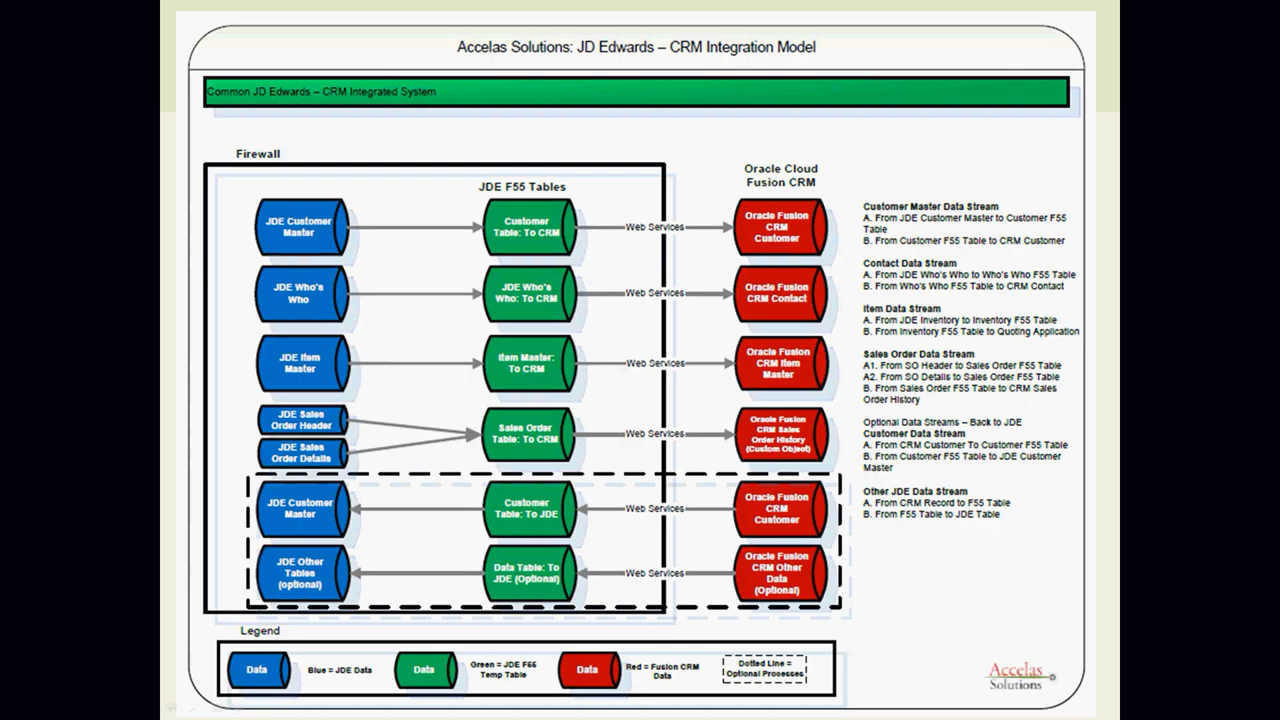 Accelas Solutions: JD Edwards – CRM Integration Model
Common JD Edwards – CRM Integrated System
Firewall
JDE F55 Tables
Oracle Cloud
Fusion CRM
JDE Customer
Master
Customer
Table: To CRM
Web Services
Oracle Fusion
CRM
Customer
JDE Who's
Who
JDE Who's
Who: To CRM
Web Services
Oracle Fusion
CRM Contact
JDE Item
Master
Item Master:
To CRM
Web Services
Oracle Fusion
CRM Item
Master
JDE Sales
Order Header
JDE Sales
Order Details
Sales Order
Table: To CRM
Web Services
Oracle Fusion
CRM Sales
Order History
(Custom Object)
JDE Customer
Master
Customer
Table: To JDE
Web Services
Oracle Fusion
CRM
Customer
JDE Other
Tables
(optional)
Data Table: To
JDE (Optional)
Web Services
Oracle Fusion
CRM Other
Data
(Optional)
Customer Master Data Stream
A. From JDE Customer Master to Customer F55
Table
B. From Customer F55 Table to CRM Customer
Contact Data Stream
A. From JDE Who's Who to Who's Who F55 Table
B. From Who's Who F55 Table to CRM Contact
Item Data Stream
A. From JDE Inventory to Inventory F55 Table
B. From Inventory F55 Table to Quoting Application
Sales Order Data Stream
A1. From SO Header to Sales Order F55 Table
A2. From SO Details to Sales Order F55 Table
B. From Sales Order F55 Table to CRM Sales
Order History
Optional Data Streams – Back to JDE
Customer Data Stream
A. From CRM Customer To Customer F55 Table
B. From Customer F55 Table to JDE Customer
Master
Other JDE Data Stream
A. From CRM Record to F55 Table
B. From F55 Table to JDE Table
Legend
Data
Blue = JDE Data
Data
Green = JDE F55
Temp Table
Data
Red = Fusion CRM
Data
Dotted Line =
Optional Processes
Accelas
Solutions